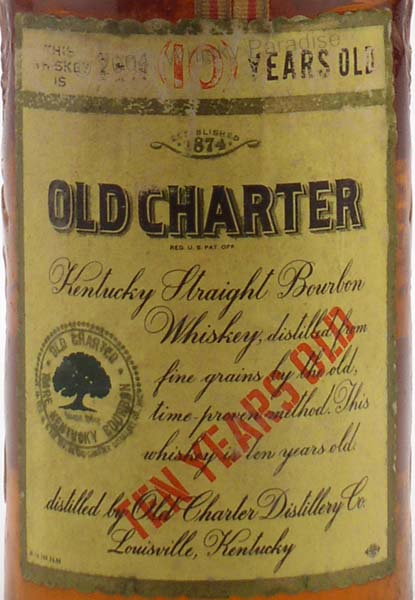 THIS WHISKEY IS (10) YEARS OLD
Whisky Paradise
ESTABLISHED
1874
OLD CHARTER
REG. U.S. PAT. OFF.
Kentucky Straight Bourbon
Whiskey, distilled from
fine grains by the old,
time-proven method. This
whiskey is ten years old.
TEN YEARS OLD
OLD CHARTER
RARE KENTUCKY BOURBON
distilled by Old Charter Distillery Co.
Louisville, Kentucky